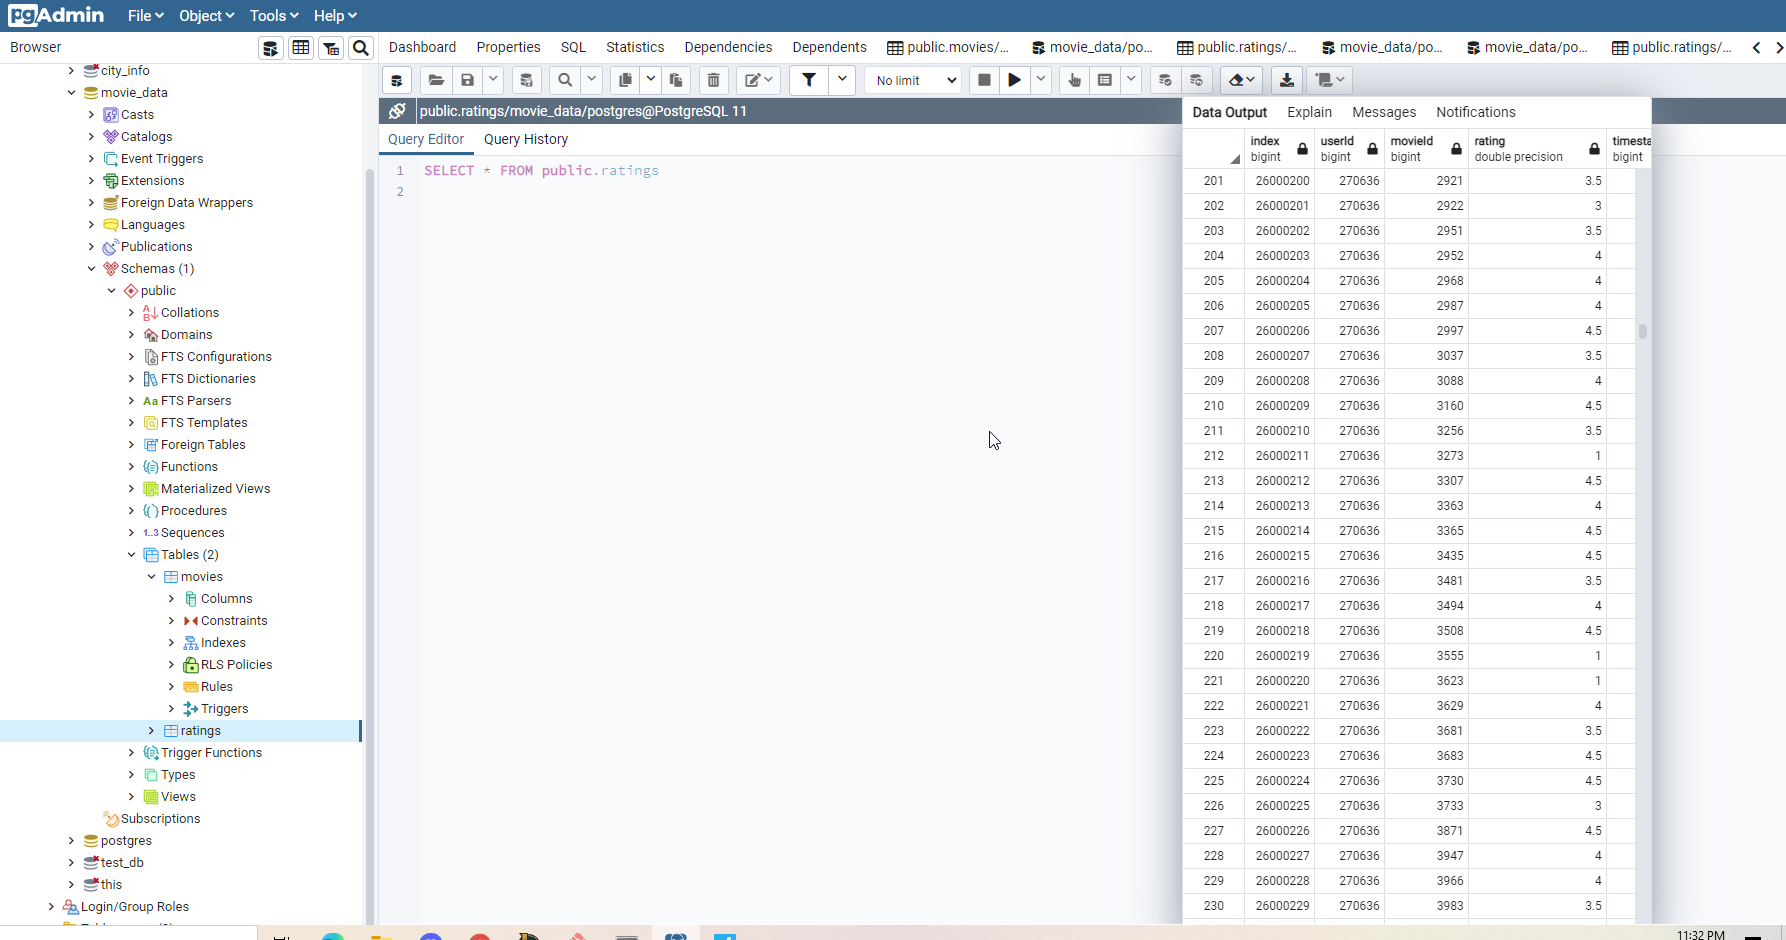 pgAdmin File Object Tools Help
Browser
Dashboard Properties SQL Statistics Dependencies Dependents public.movies/... movie_data/po... public.ratings/... movie_data/po... movie_data/po... public.ratings/...
No limit
public.ratings/movie_data/postgres@PostgreSQL 11
Query Editor Query History
1 SELECT * FROM public.ratings
2
city_info
movie_data
Casts
Catalogs
Event Triggers
Extensions
Foreign Data Wrappers
Languages
Publications
Schemas (1)
public
Collations
Domains
FTS Configurations
FTS Dictionaries
Aa FTS Parsers
FTS Templates
Foreign Tables
Functions
Materialized Views
Procedures
1..3 Sequences
Tables (2)
movies
Columns
Constraints
Indexes
RLS Policies
Rules
Triggers
ratings
Trigger Functions
Types
Views
Subscriptions
postgres
test_db
this
Login/Group Roles
Data Output Explain Messages Notifications
index userId movieId rating timesta
bigint bigint bigint double precision bigint
201 26000200 270636 2921 3.5
202 26000201 270636 2922 3
203 26000202 270636 2951 3.5
204 26000203 270636 2952 4
205 26000204 270636 2968 4
206 26000205 270636 2987 4
207 26000206 270636 2997 4.5
208 26000207 270636 3037 3.5
209 26000208 270636 3088 4
210 26000209 270636 3160 4.5
211 26000210 270636 3256 3.5
212 26000211 270636 3273 1
213 26000212 270636 3307 4.5
214 26000213 270636 3363 4
215 26000214 270636 3365 4.5
216 26000215 270636 3435 4.5
217 26000216 270636 3481 3.5
218 26000217 270636 3494 4
219 26000218 270636 3508 4.5
220 26000219 270636 3555 1
221 26000220 270636 3623 1
222 26000221 270636 3629 4
223 26000222 270636 3681 3.5
224 26000223 270636 3683 4.5
225 26000224 270636 3730 4.5
226 26000225 270636 3733 3
227 26000226 270636 3871 4.5
228 26000227 270636 3947 4
229 26000228 270636 3966 4
230 26000229 270636 3983 3.5
11:32 PM